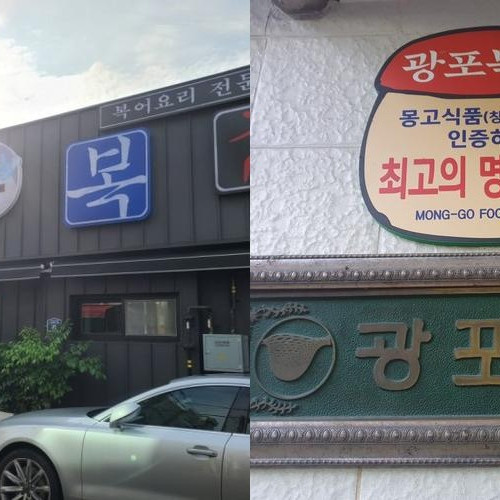 복어요리 전문
복
광포
몽고식품(창
인증하
최고의 명
MONG-GO FOO
광포